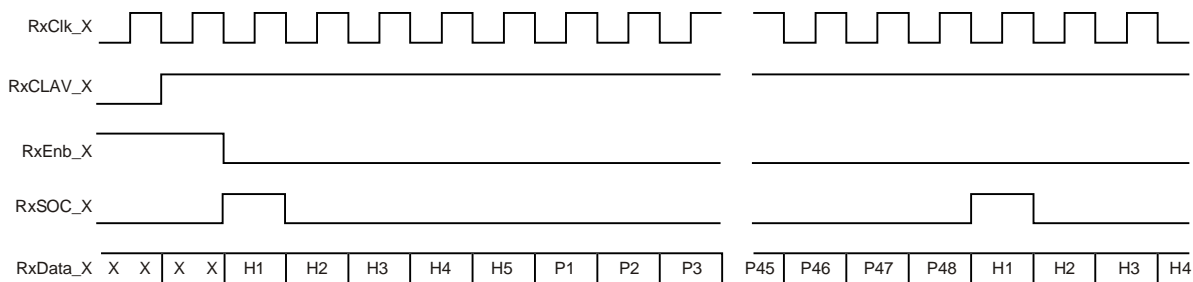 RxClk_X
RxCLAV_X
RxEnb_X
RxSOC_X
RxData_X X X X X H1 H2 H3 H4 H5 P1 P2 P3 P45 P46 P47 P48 H1 H2 H3 H4